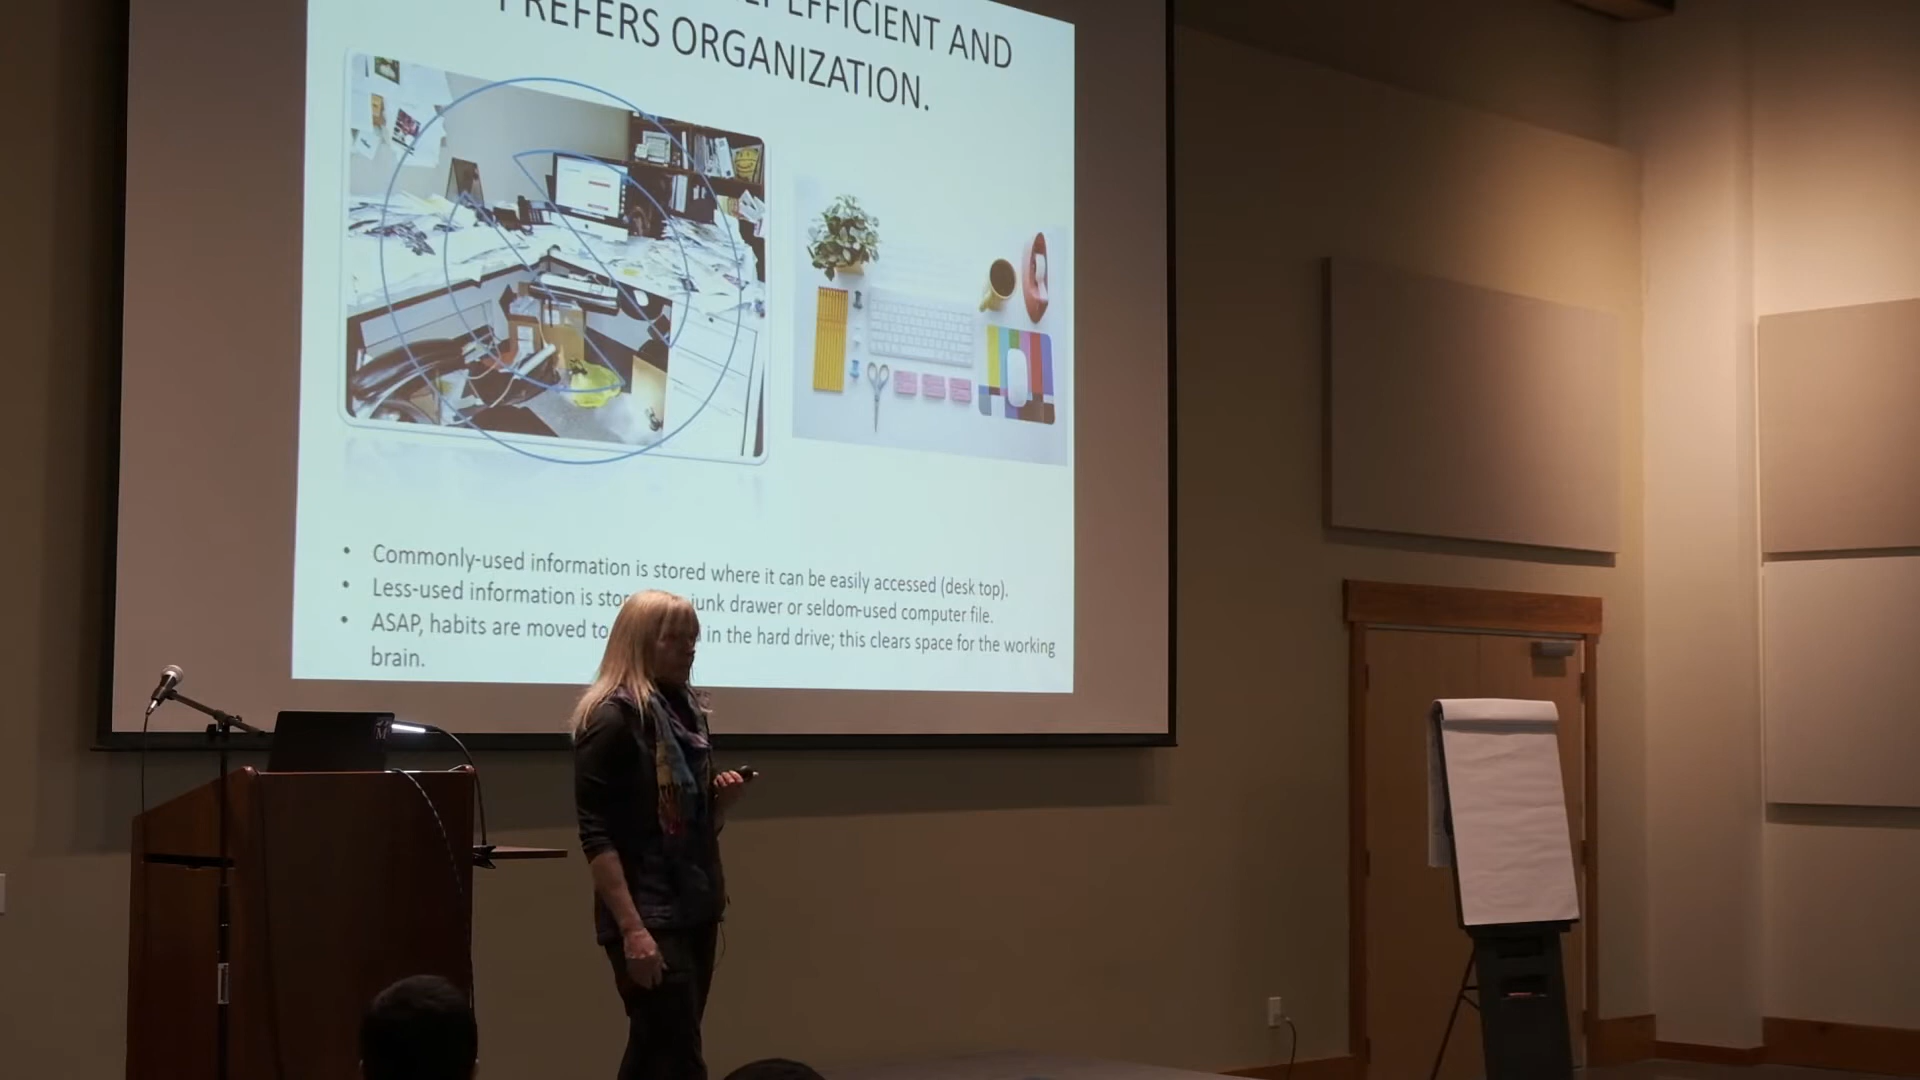 EFFICIENT AND
PREFERS ORGANIZATION.
• Commonly-used information is stored where it can be easily accessed (desk top).
• Less-used information is junk drawer or seldom-used computer file.
• ASAP, habits are moved to in the hard drive; this clears space for the working
brain.